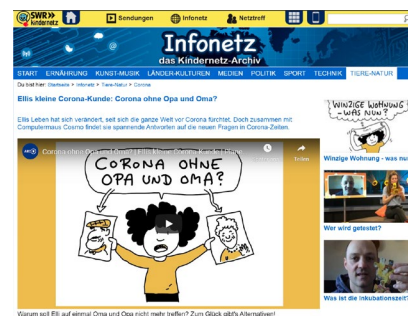 SWR»
kindernetz
Sendungen
Infonetz
Netztreff
Infonetz
das Kindernetz-Archiv
START ERNÄHRUNG KUNST-MUSIK LÄNDER-KULTUREN MEDIEN POLITIK SPORT TECHNIK TIERE-NATUR
Du bist hier: Startseite > Infonetz > Tiere-Natur > Corona
Ellis kleine Corona-Kunde: Corona ohne Opa und Oma?
Ellis Leben hat sich verändert, seit sich die ganze Welt vor Corona fürchtet. Doch zusammen mit
Computermaus Cosmo findet sie spannende Antworten auf die neuen Fragen in Corona-Zeiten.
Corona ohne
Teilen
CORONA OHNE
OPA UND OMA?
Warum soll Elli auf einmal Oma und Opa nicht mehr treffen? Zum Glück gibt's Alternativen!
WINZIGE WOHNUNG
- WAS NUN?
Winzige Wohnung - was nu
Wer wird getestet?
Was ist die Inkubationszeit?